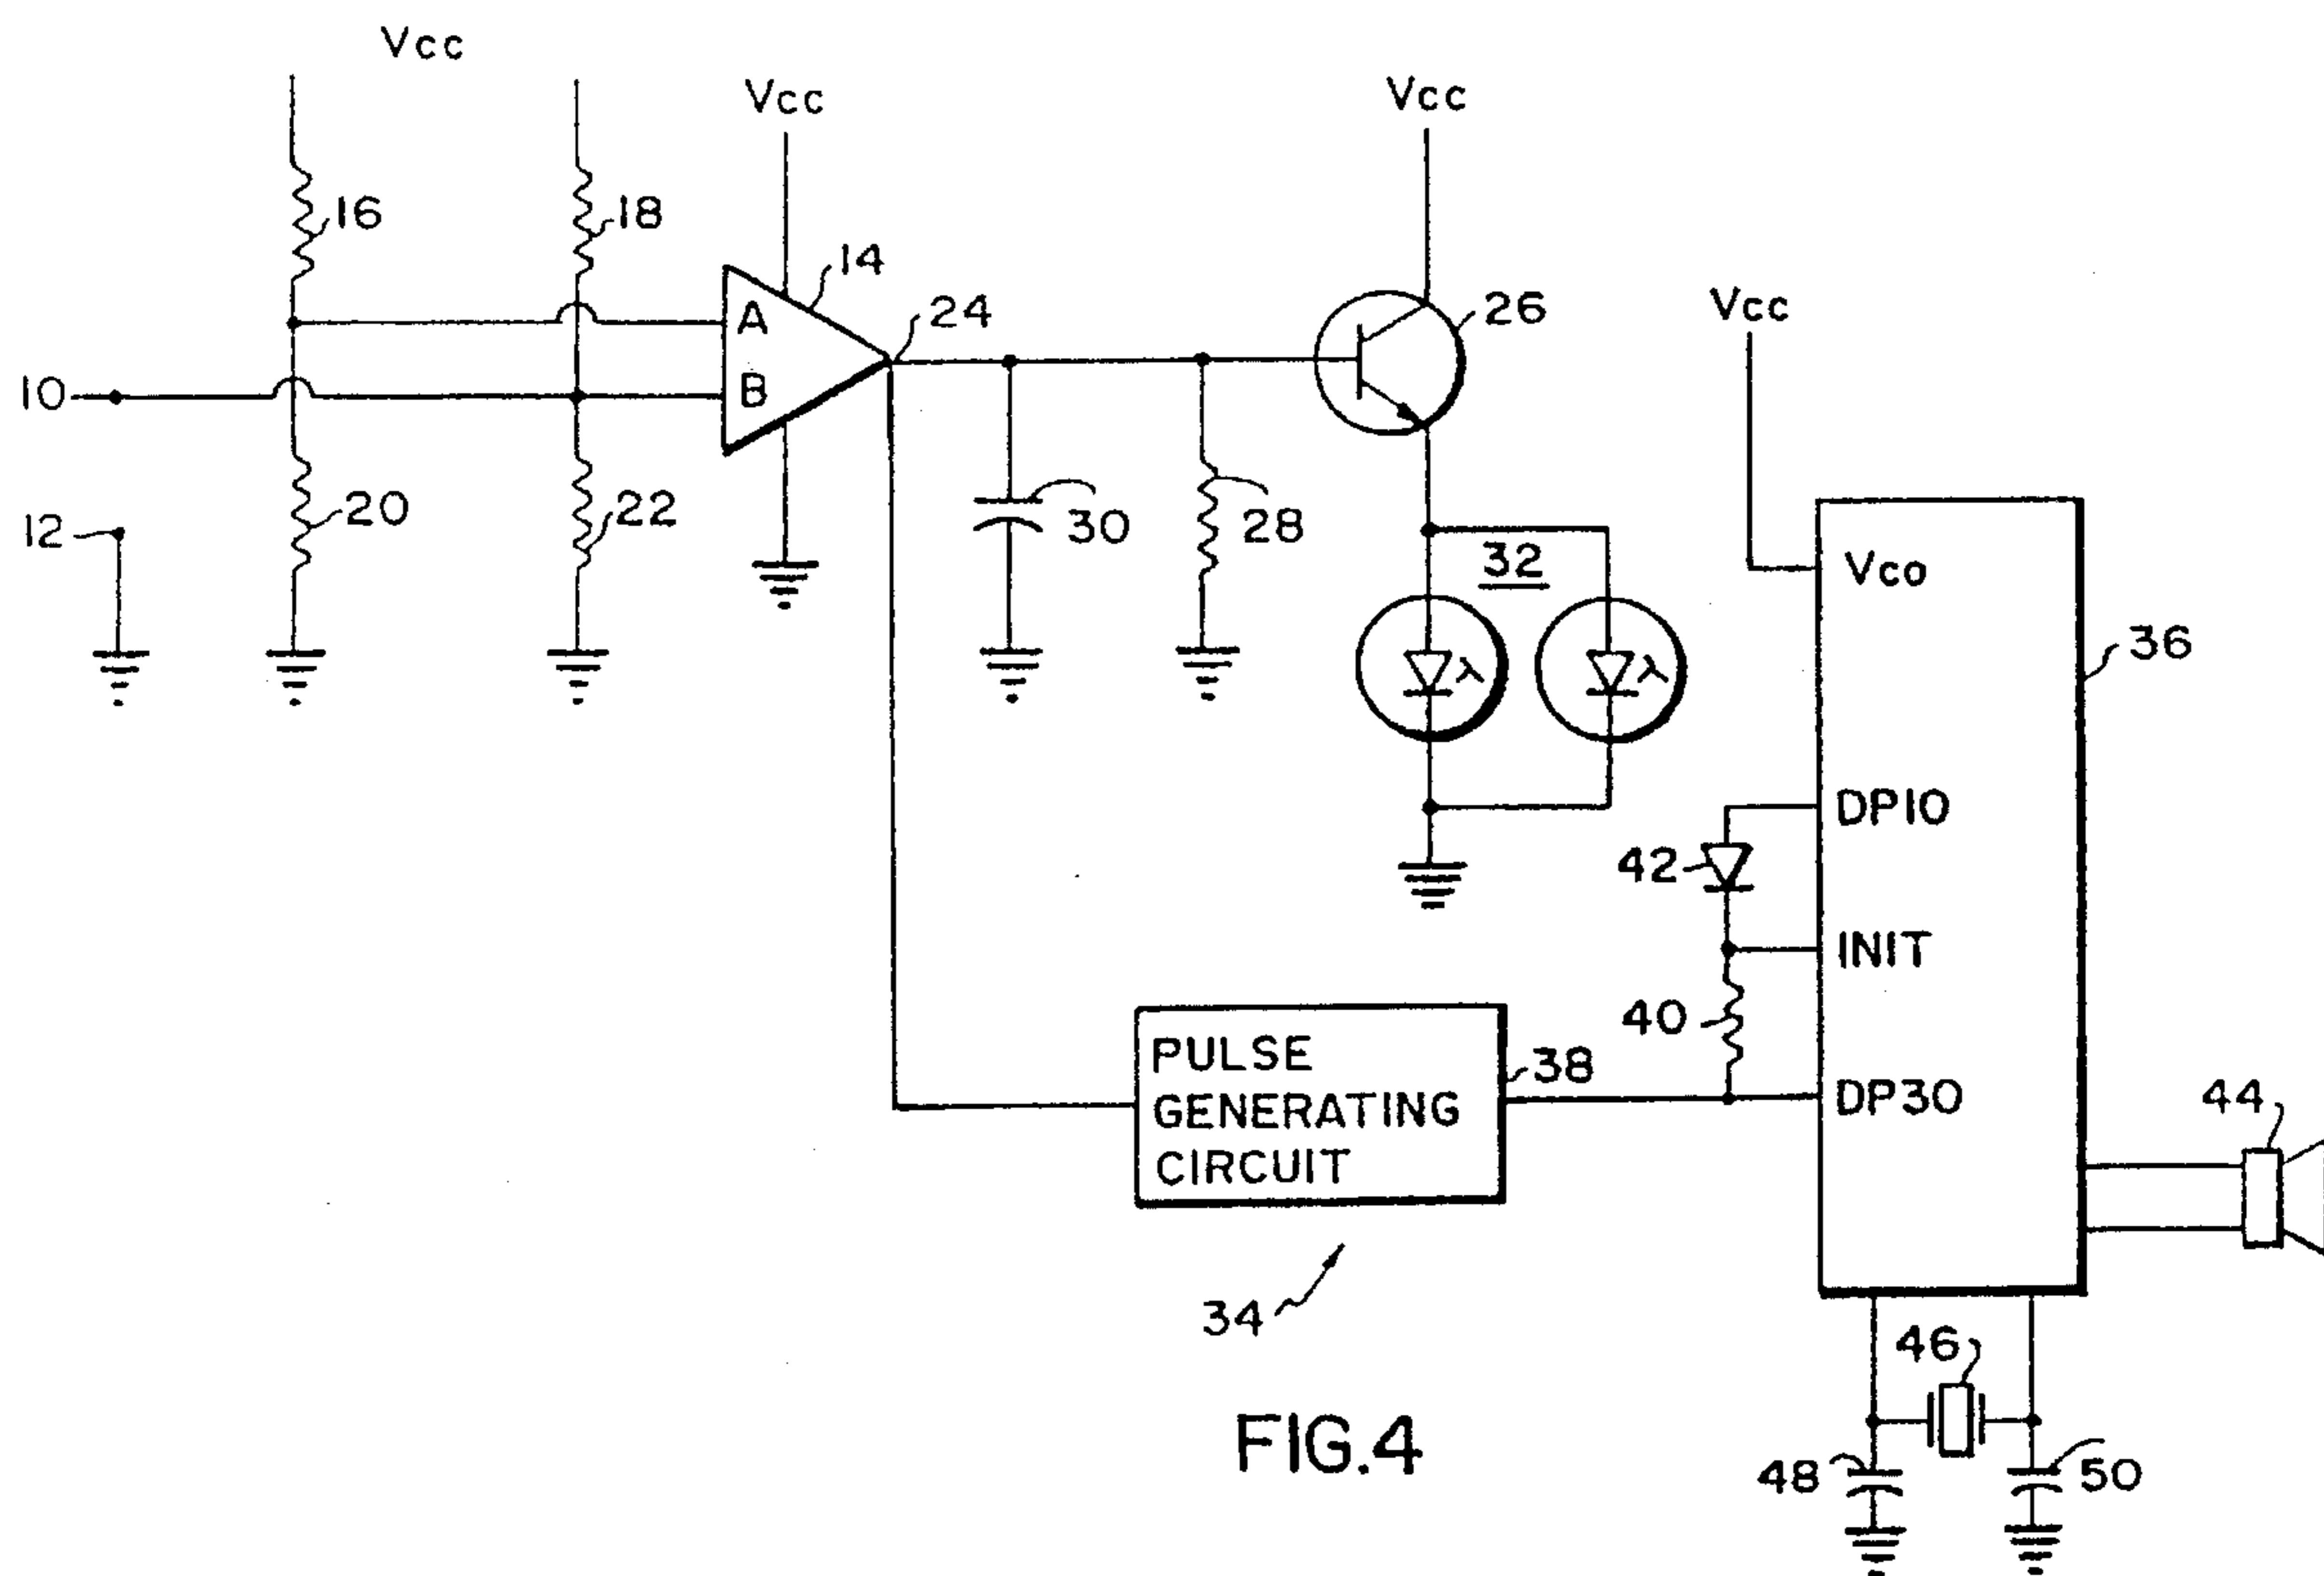 Vcc
Vcc
Vcc
16
18
14
24
26
Vcc
A
10
B
20
22
12
30
28
32
Vco
36
λ
λ
DP10
42
INIT
40
PULSE
GENERATING
CIRCUIT
38
DP30
44
34
46
FIG.4
48
50